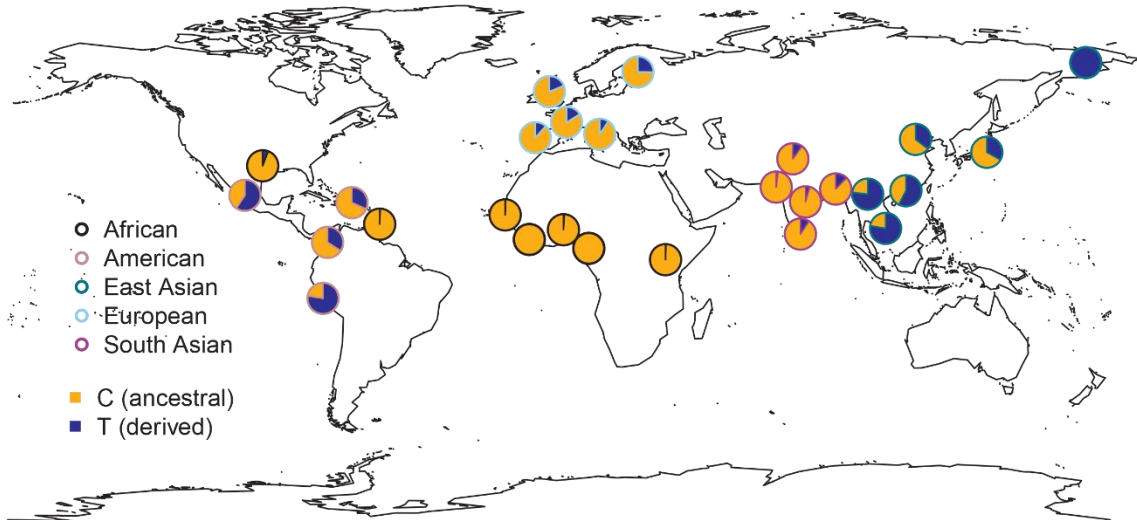 African
American
East Asian
European
South Asian
C (ancestral)
T (derived)